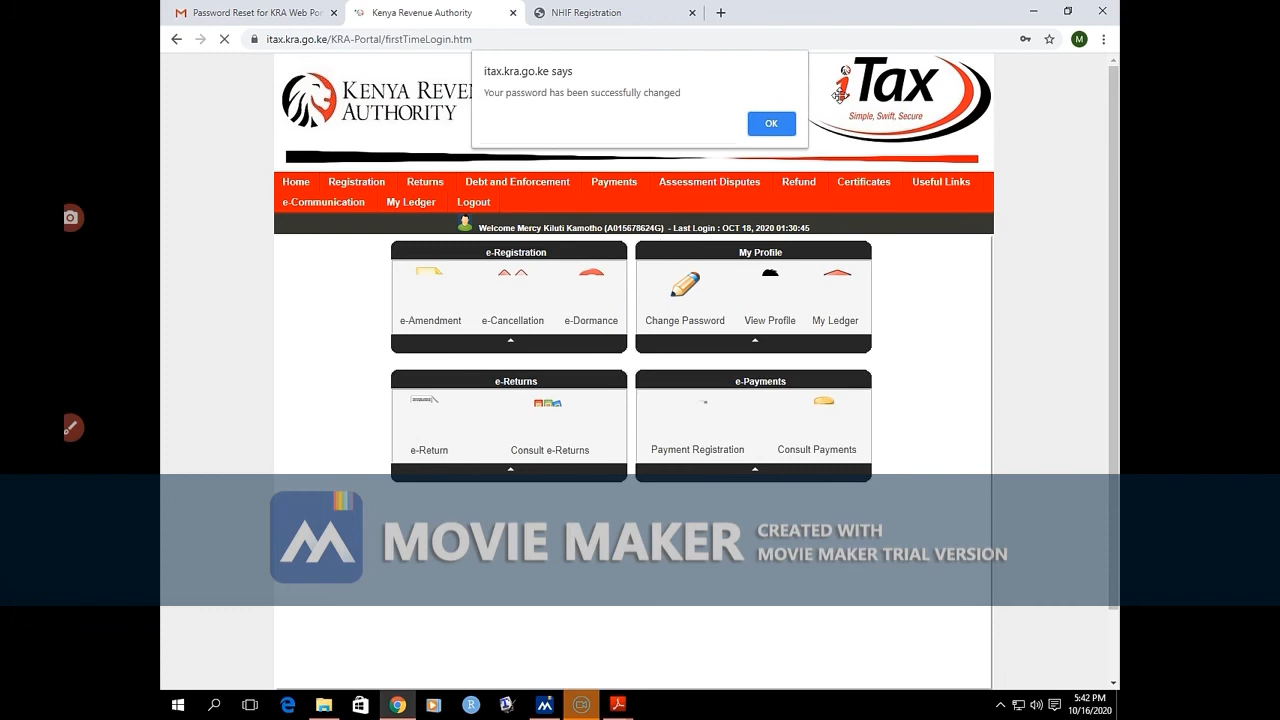 Password Reset for KRA Web Po
Kenya Revenue Authority
NHIF Registration
itax.kra.go.ke/KRA-Portal/firstTimeLogin.htm
M
KENYA REVE
AUTHORITY
itax.kra.go.ke says
Your password has been successfully changed
OK
iTax
Simple, Swift, Secure
Home Registration Returns Debt and Enforcement Payments Assessment Disputes Refund Certificates Useful Links
e-Communication My Ledger Logout
Welcome Mercy Kiluti Kamotho (A015678624G) - Last Login : OCT 18, 2020 01:30:45
e-Registration
e-Amendment e-Cancellation e-Dormance
My Profile
Change Password View Profile My Ledger
e-Returns
e-Return Consult e-Returns
e-Payments
Payment Registration Consult Payments
MOVIE MAKER
CREATED WITH
MOVIE MAKER TRIAL VERSION
5:42 PM
10/16/2020